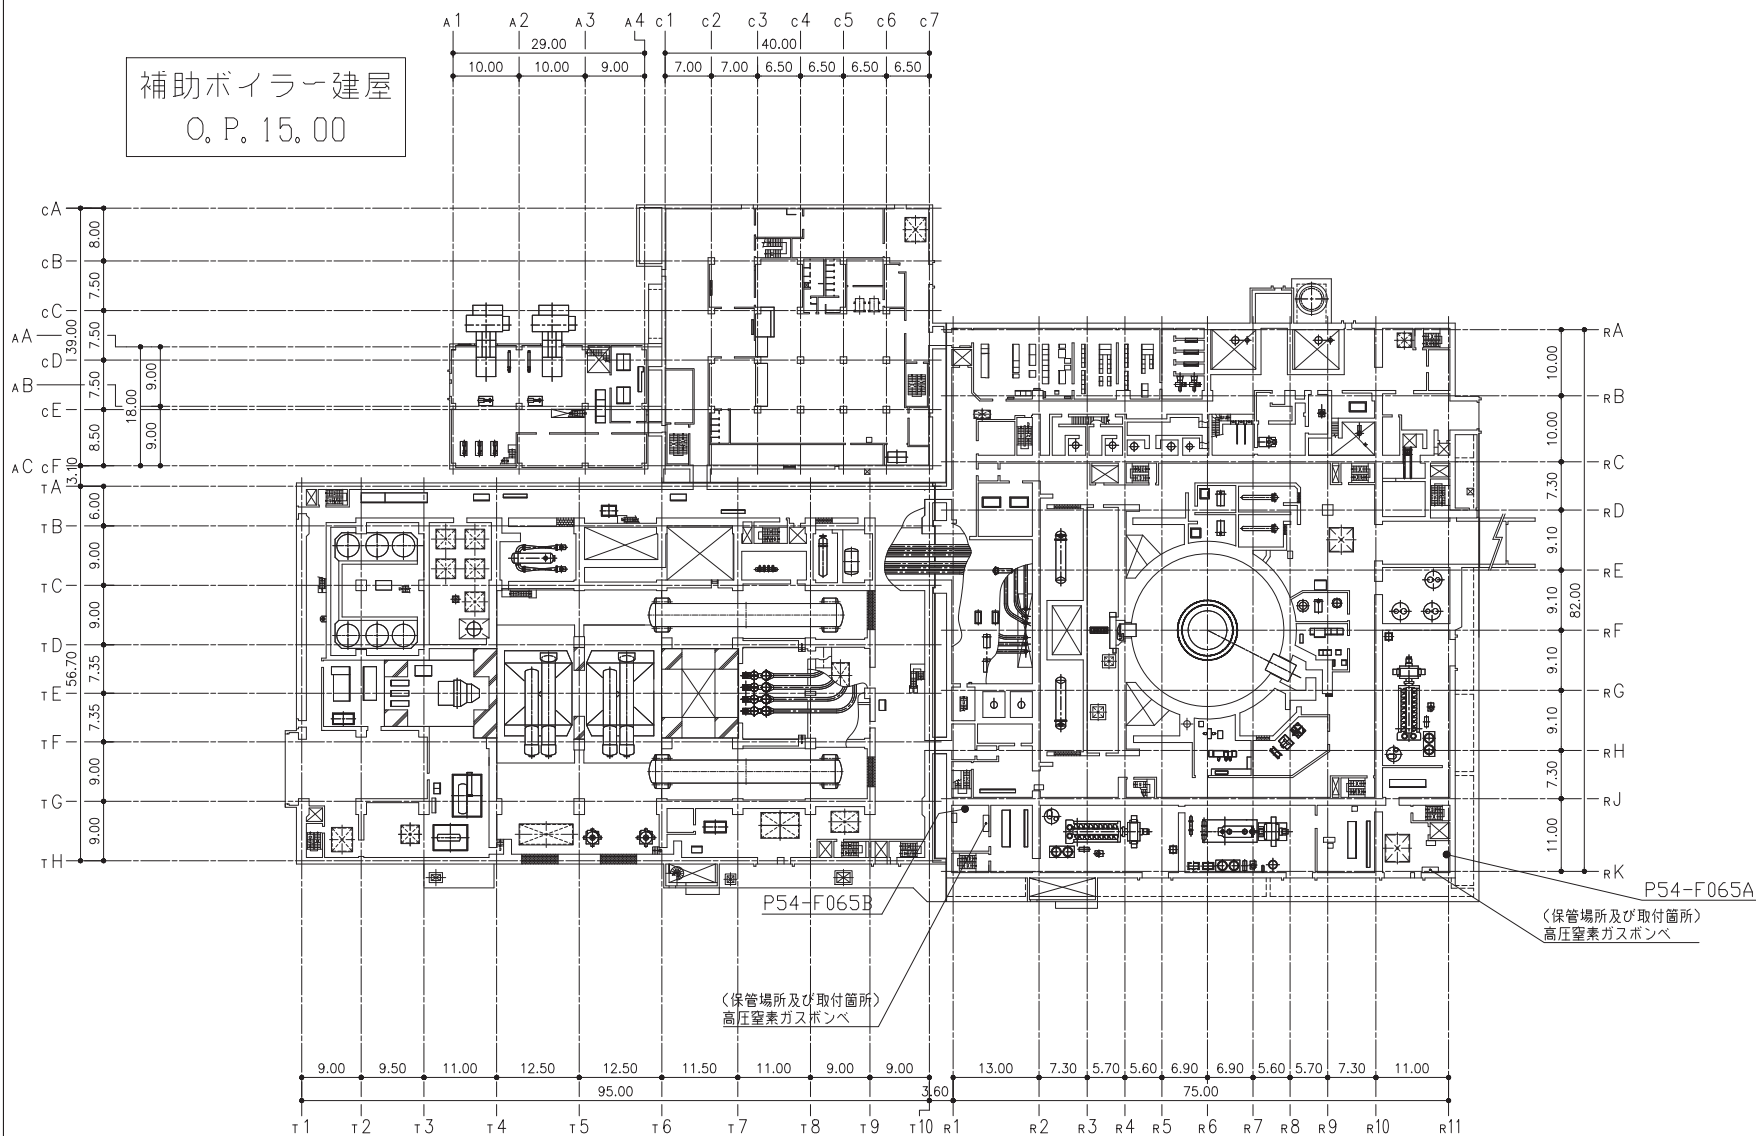 A1 A2 A3 A4 c1 c2 c3 c4 c5 c6 c7
29.00 40.00
10.00 10.00 9.00 7.00 7.00 6.50 6.50 6.50 6.50
補助ボイラー建屋
O. P. 15. 00
cA
8.00
cB
7.50
cC
AA
39.00
7.50
cD
AB
7.50
9.00
18.00
cE
8.50
9.00
AC cF
3.10
TA
6.00
TB
9.00
TC
9.00
TD
56.70
7.35
TE
7.35
TF
9.00
TG
9.00
TH
RA
10.00
RB
10.00
RC
7.30
RD
9.10
RE
9.10
82.00
RF
9.10
RG
9.10
RH
7.30
RJ
11.00
RK
P54-F065B
P54-F065A
(保管場所及び取付箇所)
高圧窒素ガスボンベ
(保管場所及び取付箇所)
高圧窒素ガスボンベ
9.00 9.50 11.00 12.50 12.50 11.50 11.00 9.00 9.00 13.00 7.30 5.70 5.60 6.90 6.90 5.60 5.70 7.30 11.00
95.00 3.60 75.00
T1 T2 T3 T4 T5 T6 T7 T8 T9 T10 R1 R2 R3 R4 R5 R6 R7 R8 R9 R10 R11